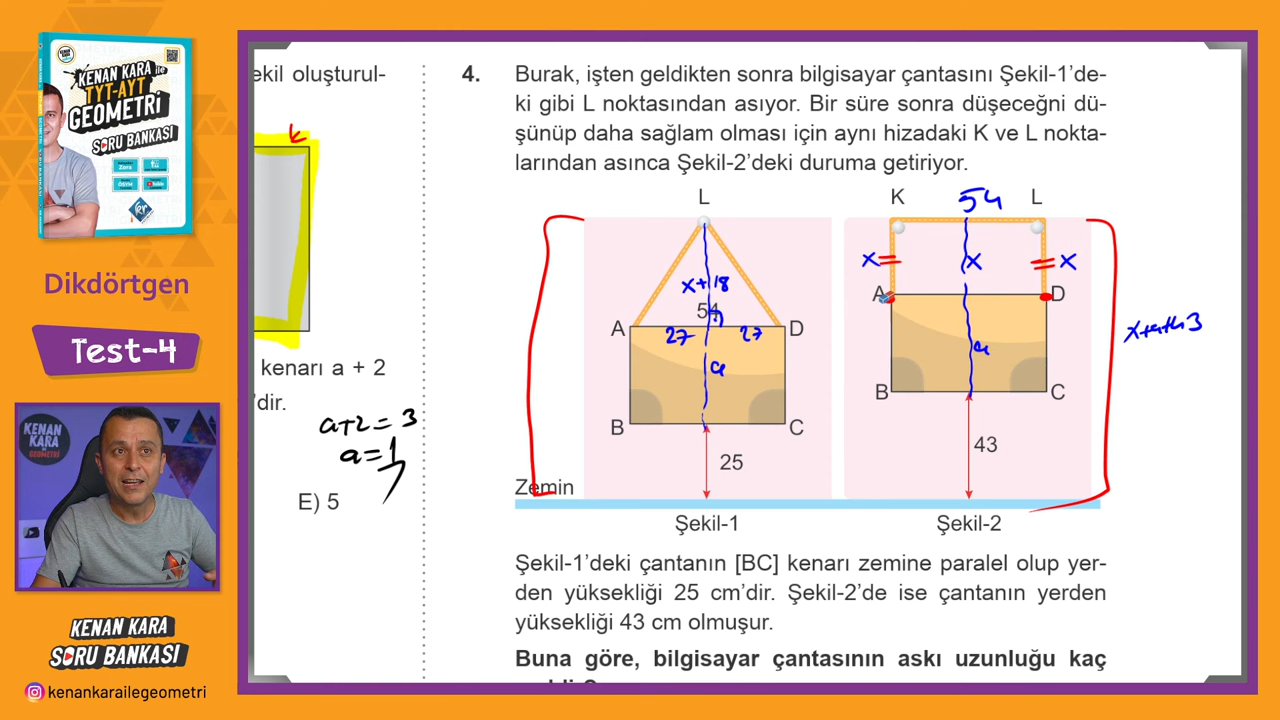 KENAN KARA ile
TYT-AYT
GEOMETRİ
SORU BANKASI
Dikdörtgen
Test-4
KENAN
KARA
ile
GEOMETRİ
KENAN KARA
SORU BANKASI
kenankarailegeometri
ekil oluşturul-
kenarı a + 2
'dir.
a+2=3
a=1
E) 5
4. Burak, işten geldikten sonra bilgisayar çantasını Şekil-1'de-
ki gibi L noktasından asıyor. Bir süre sonra düşeceğni dü-
şünüp daha sağlam olması için aynı hizadaki K ve L nokta-
larından asınca Şekil-2'deki duruma getiriyor.
L
x+18
54
A 27 27 D
a
B C
25
Zemin
Şekil-1
K 54 L
x x x
A D
a
B C
43
Şekil-2
Şekil-1'deki çantanın [BC] kenarı zemine paralel olup yer-
den yüksekliği 25 cm'dir. Şekil-2'de ise çantanın yerden
yüksekliği 43 cm olmuşur.
Buna göre, bilgisayar çantasının askı uzunluğu kaç